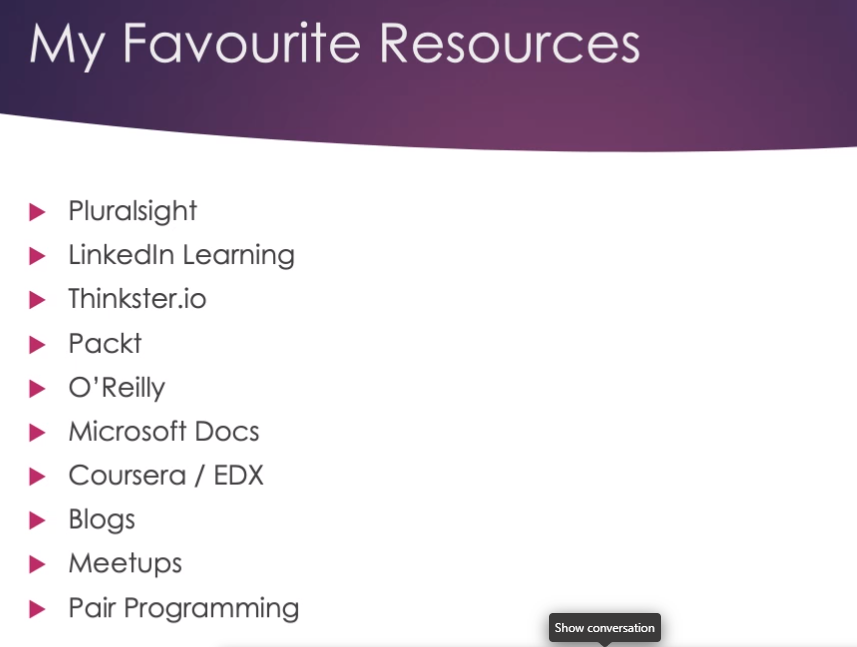 My Favourite Resources
Pluralsight
LinkedIn Learning
Thinkster.io
Packt
O’Reilly
Microsoft Docs
Coursera / EDX
Blogs
Meetups
Pair Programming
Show conversation